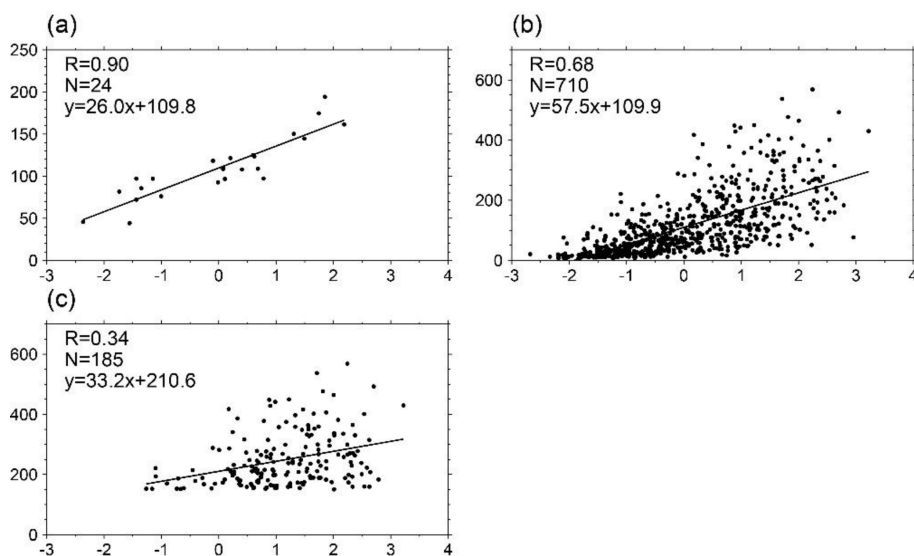 (a)
250
200
150
100
50
0
R=0.90
N=24
y=26.0x+109.8
-3 -2 -1 0 1 2 3 4
(b)
600
400
200
0
R=0.68
N=710
y=57.5x+109.9
-3 -2 -1 0 1 2 3 4
(c)
600
400
200
0
R=0.34
N=185
y=33.2x+210.6
-3 -2 -1 0 1 2 3 4